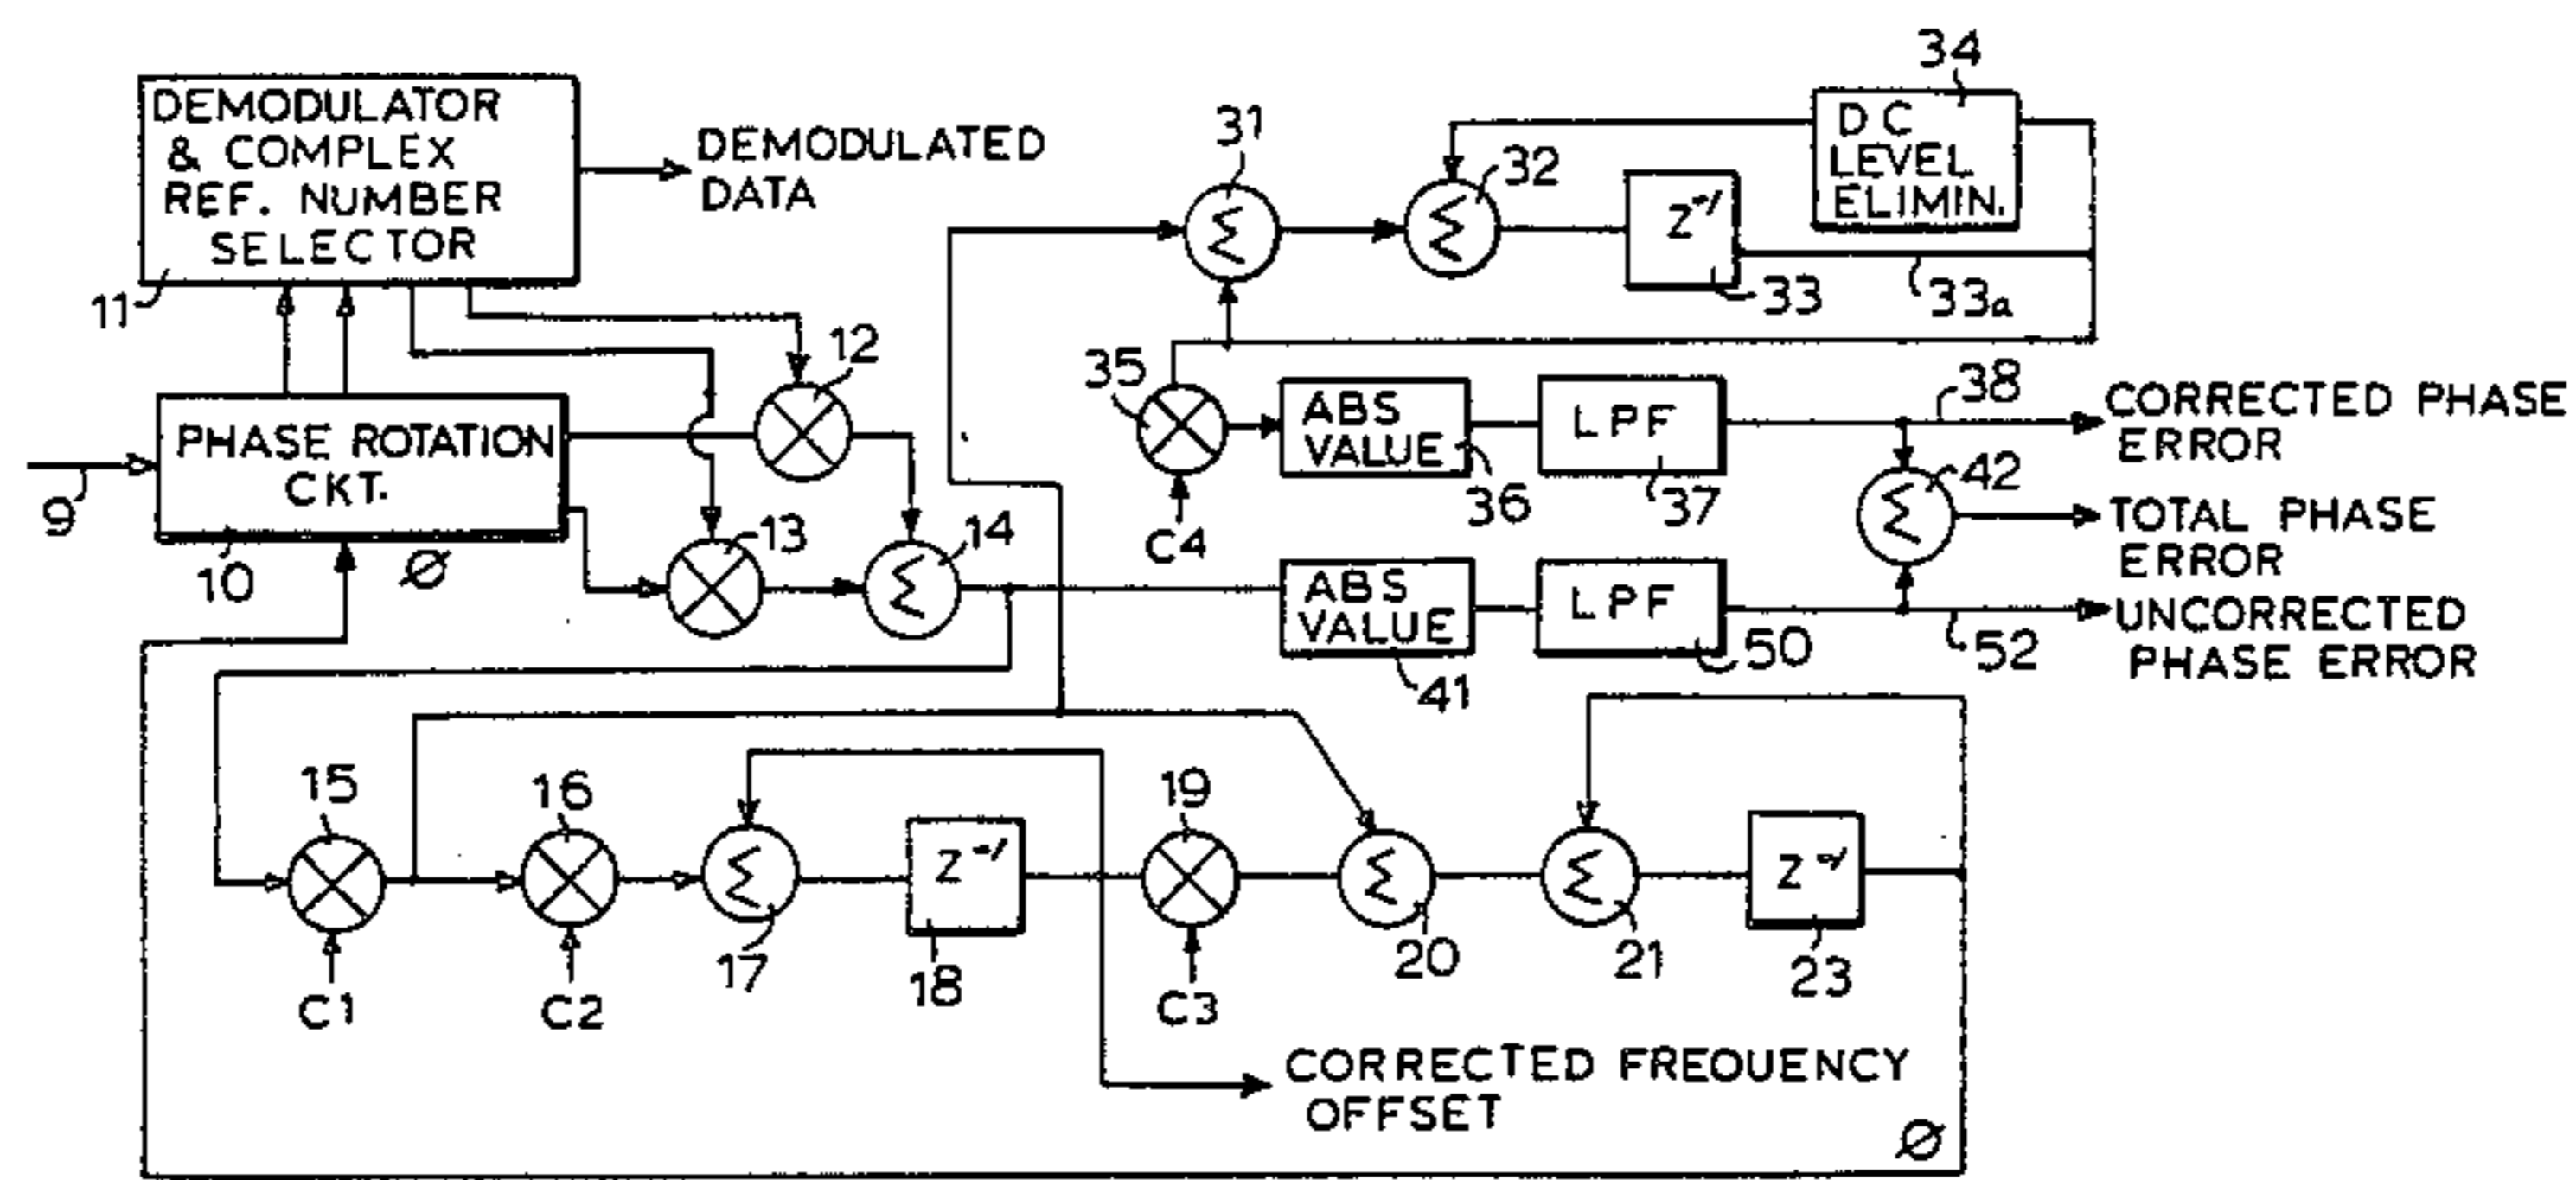 DEMODULATOR
& COMPLEX
REF. NUMBER
SELECTOR
11
DEMODULATED
DATA
PHASE ROTATION
CKT.
9
10
Ø
12
13
Σ
14
31
Σ
Σ
32
Z⁻¹
33
33a
34
DC
LEVEL
ELIMIN.
35
C4
ABS
VALUE
36
LPF
37
38
CORRECTED PHASE
ERROR
Σ
42
TOTAL PHASE
ERROR
ABS
VALUE
41
LPF
50
52
UNCORRECTED
PHASE ERROR
15
C1
16
C2
Σ
17
Z⁻¹
18
19
C3
Σ
20
Σ
21
Z⁻¹
23
CORRECTED FREQUENCY
OFFSET
Ø